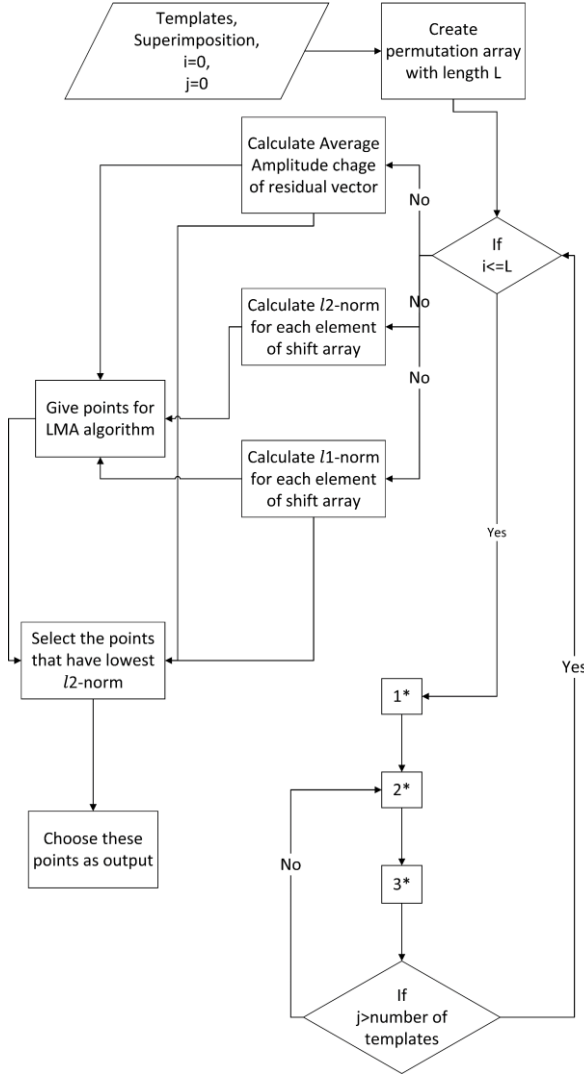 Templates,
Superimposition,
i=0,
j=0
Create
permutation array
with length L
Calculate Average
Amplitude chage
of residual vector
No
If
i<=L
Calculate l2-norm
for each element
of shift array
No
No
Give points for
LMA algorithm
Calculate l1-norm
for each element
of shift array
Yes
Select the points
that have lowest
l2-norm
Yes
1*
2*
Choose these
points as output
No
3*
If
j>number of
templates